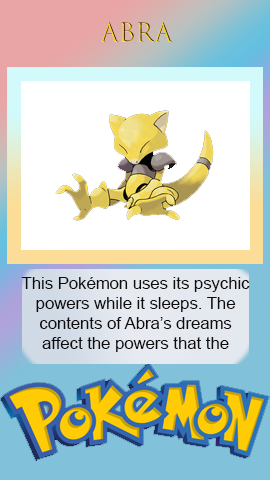 ABRA
This Pokémon uses its psychic
powers while it sleeps. The
contents of Abra’s dreams
affect the powers that the
POKéMON